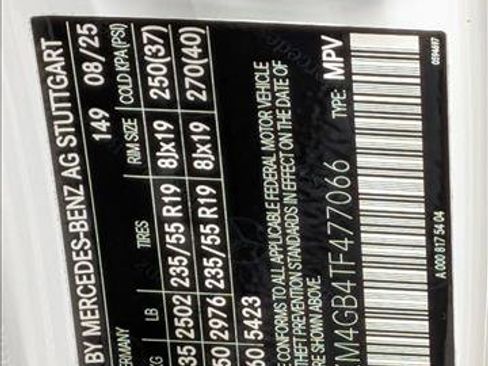 BY MERCEDES-BENZ AG STUTTGART
149 08/25
ERMANY
KG LB TIRES RIM SIZE COLD KPA(PSI)
35 2502 235/55 R19 8Jx19 250(37)
50 2976 235/55 R19 8Jx19 270(40)
60 5423
E CONFORMS TO ALL APPLICABLE FEDERAL MOTOR VEHICLE
THEFT PREVENTION STANDARDS IN EFFECT ON THE DATE OF
RE SHOWN ABOVE.
M4GB4TF477066 TYPE: MPV
A 000 817 54 04
0594697